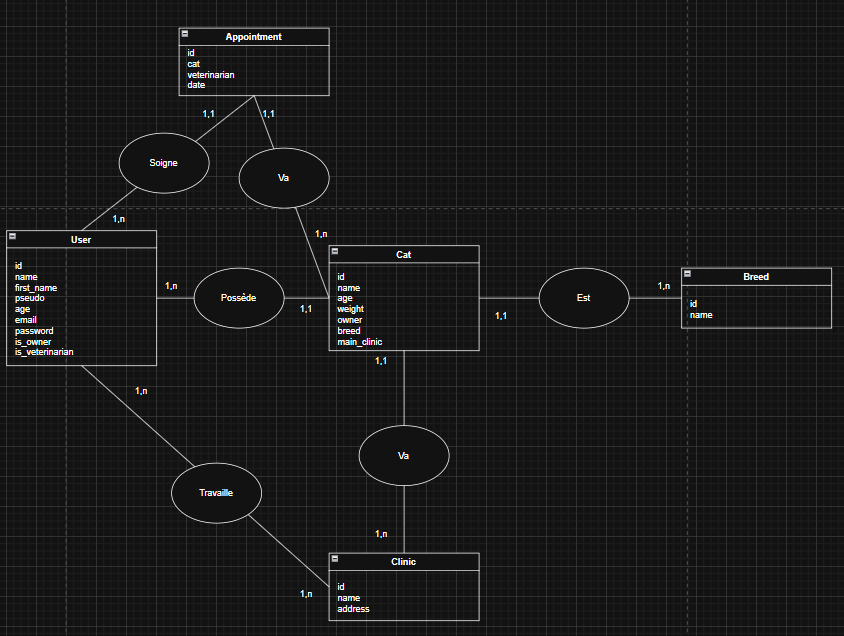 Appointment
id
cat
veterinarian
date
1,1
1,1
Soigne
Va
1,n
1,n
User
id
name
first_name
pseudo
age
email
password
is_owner
is_veterinarian
1,n
Possède
1,1
Cat
id
name
age
weight
owner
breed
main_clinic
1,1
Est
1,n
Breed
id
name
1,1
1,n
Va
Travaille
1,n
1,n
Clinic
id
name
address